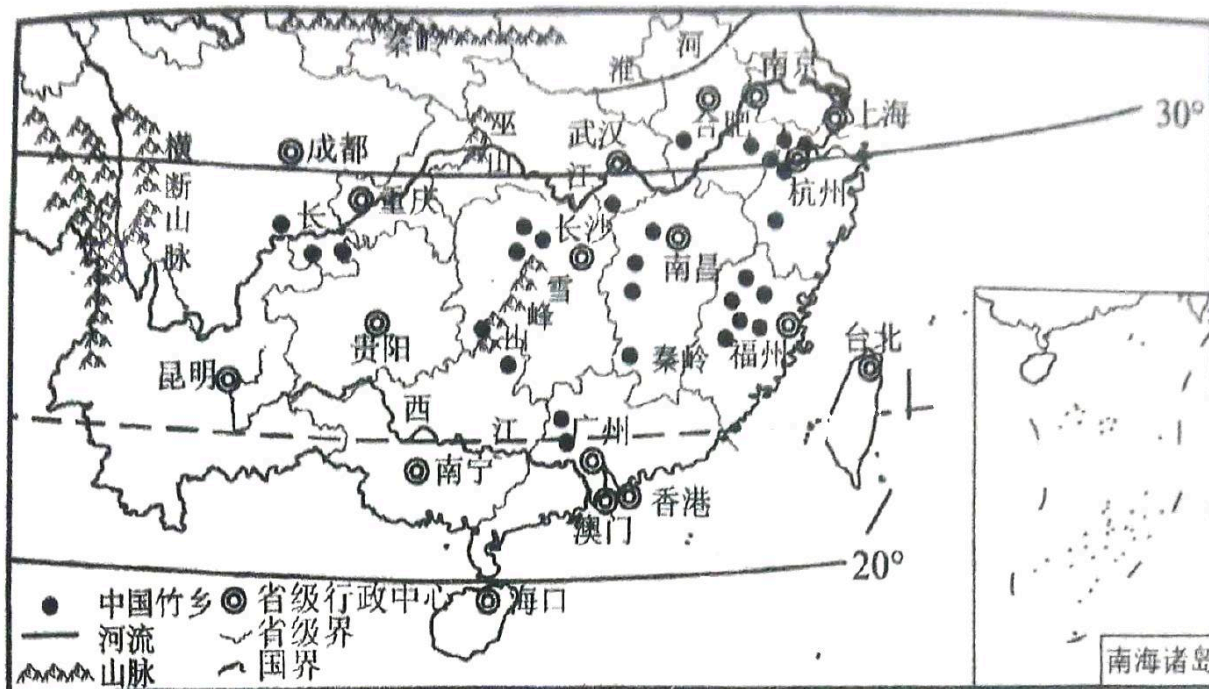 秦岭
淮河
南京
合肥
上海
30°
武汉
巫山
成都
横断山脉
重庆
长江
杭州
长沙
南昌
雪峰山
贵阳
昆明
秦岭
福州
台北
西江
广州
南宁
香港
澳门
20°
海口
中国竹乡
省级行政中心
河流
省级界
山脉
国界
南海诸岛